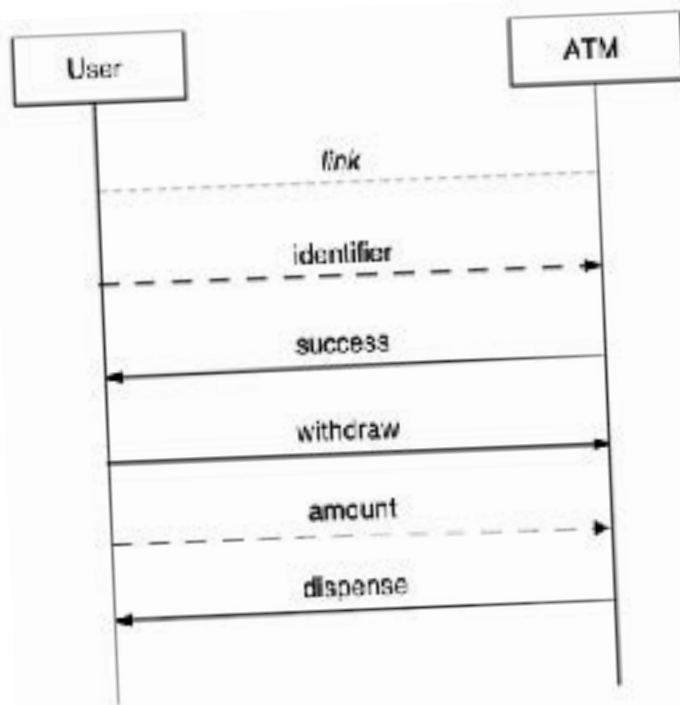 User
ATM
link
identifier
success
withdraw
amount
dispense